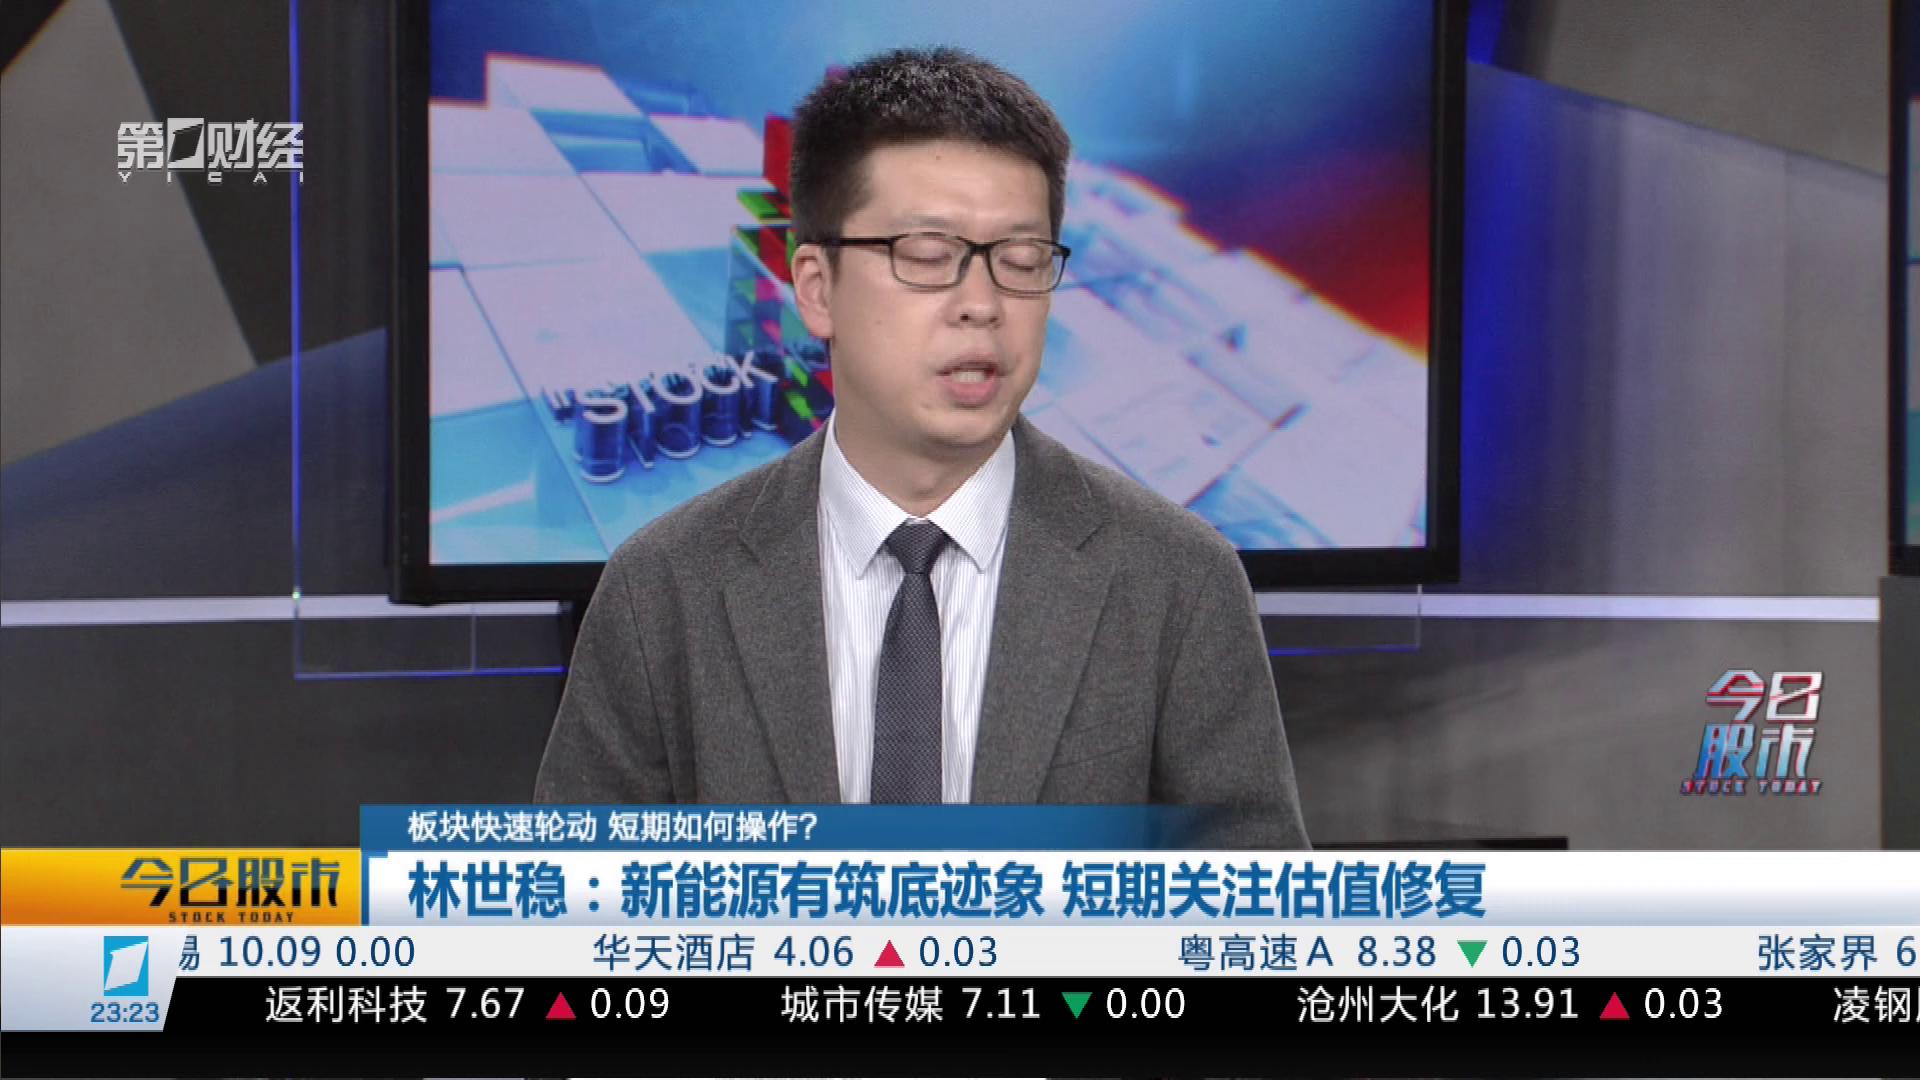 第一财经
YICAI
"STOCK
今日
股市
STOCK TODAY
板块快速轮动 短期如何操作?
今日股市
STOCK TODAY
林世稳：新能源有筑底迹象 短期关注估值修复
10.09 0.00 华天酒店 4.06 ▲ 0.03 粤高速A 8.38 ▼ 0.03 张家界 6
23:23
返利科技 7.67 ▲ 0.09 城市传媒 7.11 ▼ 0.00 沧州大化 13.91 ▲ 0.03 凌钢